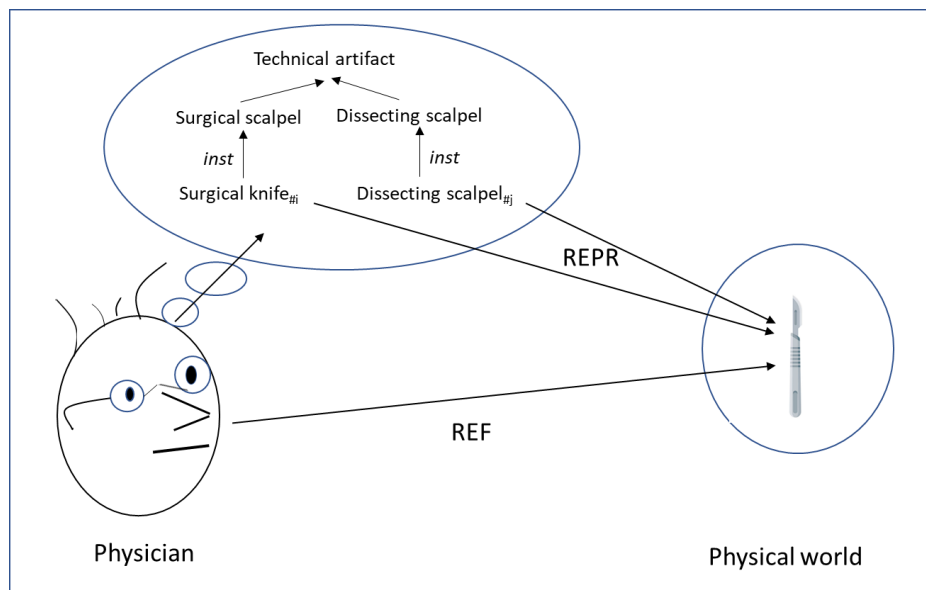 Technical artifact
Surgical scalpel Dissecting scalpel
inst inst
Surgical knife#i Dissecting scalpel#j
REPR
REF
Physician Physical world